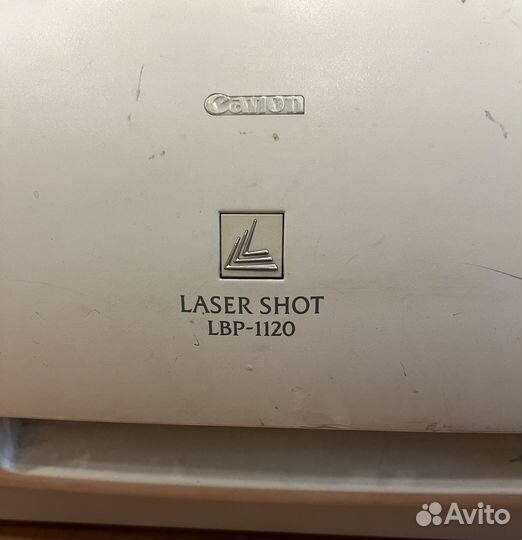 Canon
LASER SHOT
LBP-1120
Avito